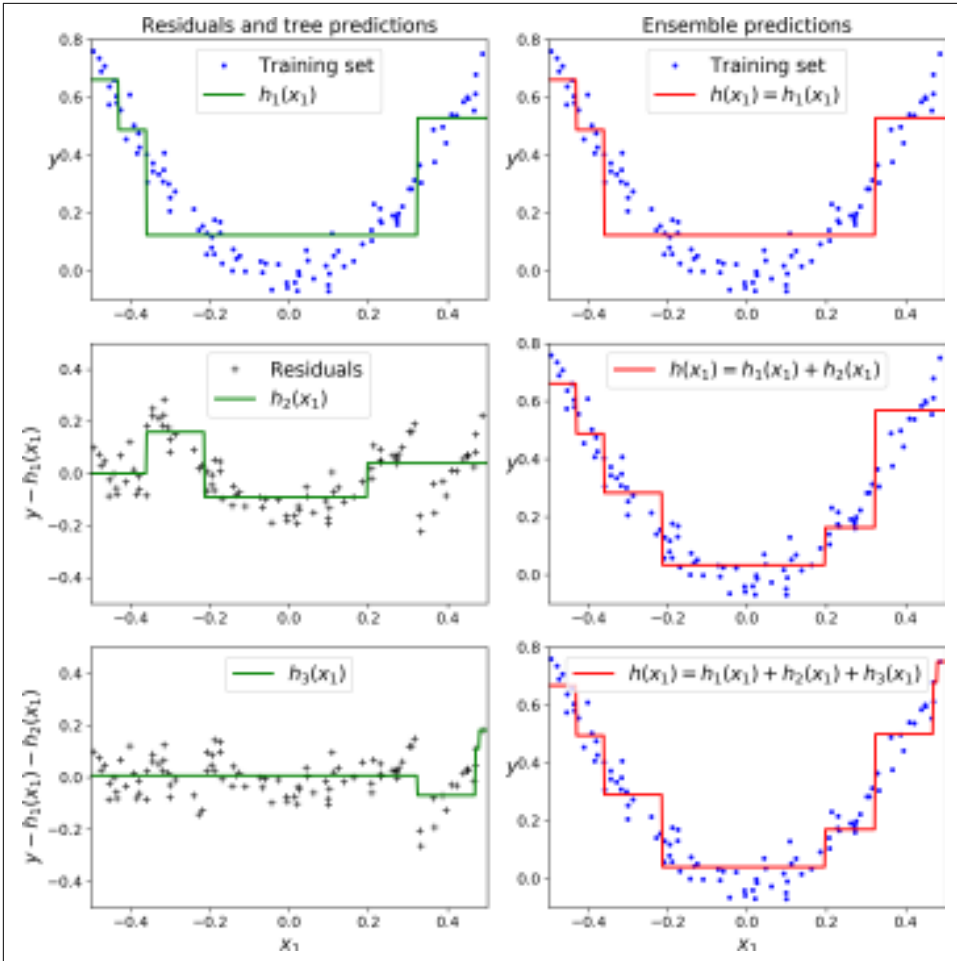 Residuals and tree predictions
Ensemble predictions
0.8
0.6
0.4
0.2
0.0
y
Training set
h₁(x₁)
−0.4 −0.2 0.0 0.2 0.4
0.8
0.6
0.4
0.2
0.0
y
Training set
h(x₁) = h₁(x₁)
−0.4 −0.2 0.0 0.2 0.4
0.4
0.2
0.0
−0.2
−0.4
y − h₁(x₁)
Residuals
h₂(x₁)
−0.4 −0.2 0.0 0.2 0.4
0.8
0.6
0.4
0.2
0.0
y
h(x₁) = h₁(x₁) + h₂(x₁)
−0.4 −0.2 0.0 0.2 0.4
0.4
0.2
0.0
−0.2
−0.4
y − h₁(x₁) − h₂(x₁)
h₃(x₁)
−0.4 −0.2 0.0 0.2 0.4
x₁
0.8
0.6
0.4
0.2
0.0
y
h(x₁) = h₁(x₁) + h₂(x₁) + h₃(x₁)
−0.4 −0.2 0.0 0.2 0.4
x₁